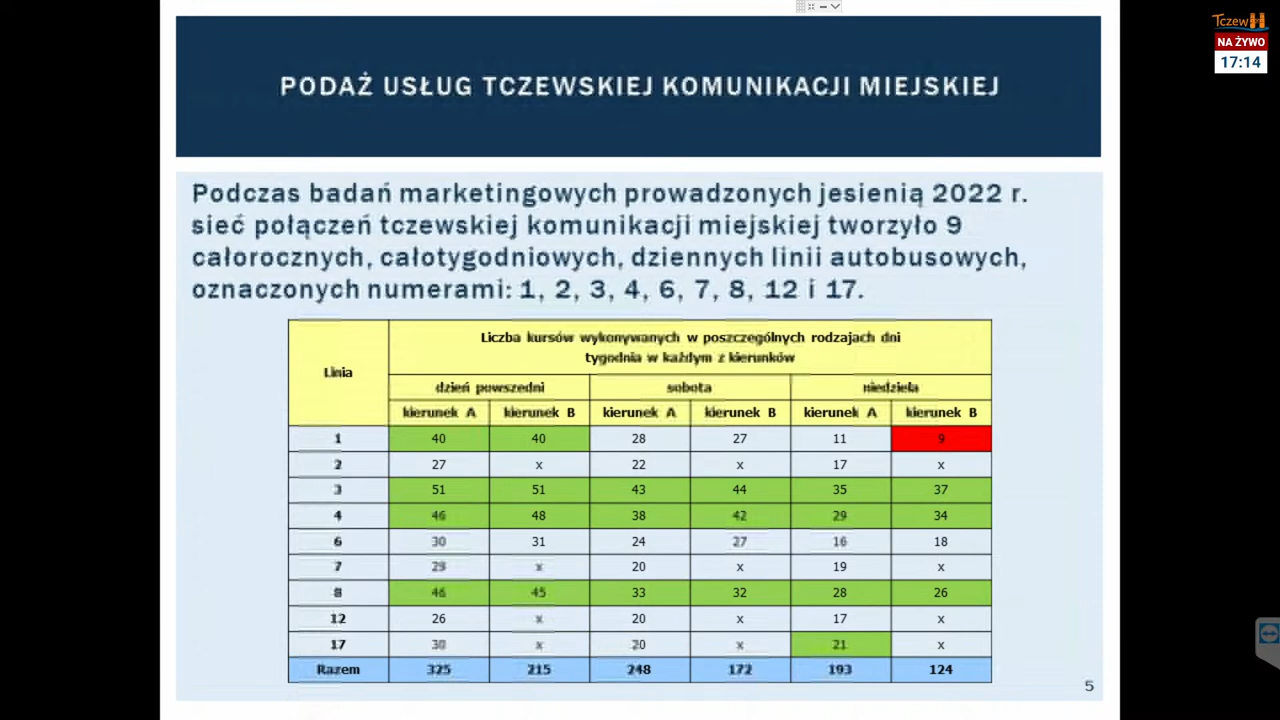 Tczew
NA ŻYWO
17:14
PODAŻ USŁUG TCZEWSKIEJ KOMUNIKACJI MIEJSKIEJ
Podczas badań marketingowych prowadzonych jesienią 2022 r.
sieć połączeń tczewskiej komunikacji miejskiej tworzyło 9
całorocznych, całotygodniowych, dziennych linii autobusowych,
oznaczonych numerami: 1, 2, 3, 4, 6, 7, 8, 12 i 17.
Linia
Liczba kursów wykonywanych w poszczególnych rodzajach dni
tygodnia w każdym z kierunków
dzień powszedni sobota niedziela
kierunek A kierunek B kierunek A kierunek B kierunek A kierunek B
1 40 40 28 27 11 9
2 27 x 22 x 17 x
3 51 51 43 44 35 37
4 46 48 38 42 29 34
6 30 31 24 27 16 18
7 29 x 20 x 19 x
8 46 45 33 32 28 26
12 26 x 20 x 17 x
17 30 x 20 x 21 x
Razem 325 215 248 172 193 124
5